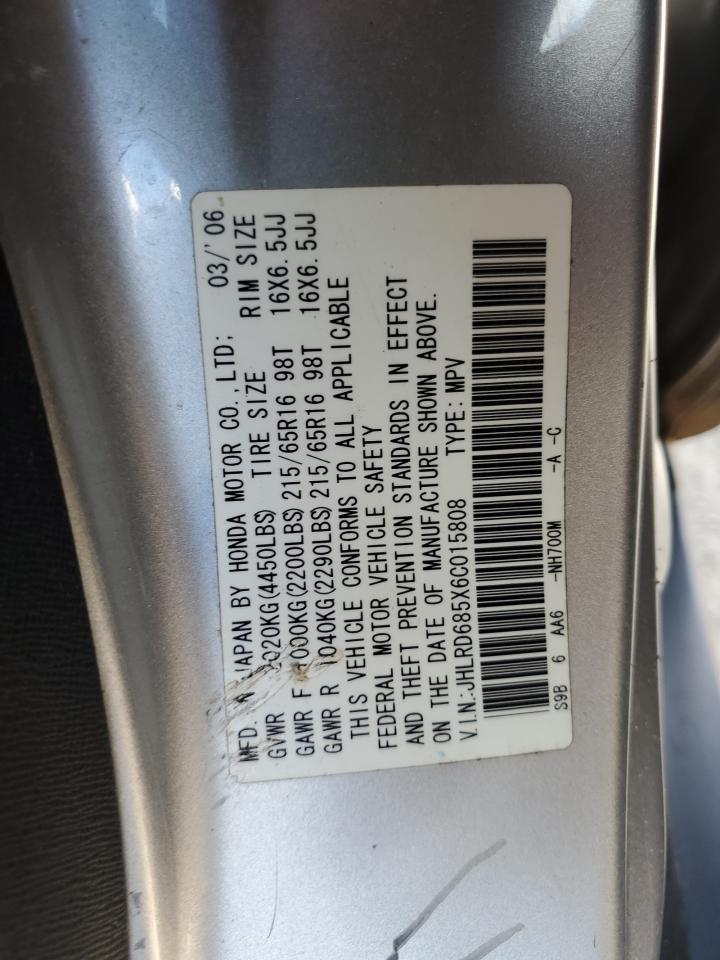 MFD. IN JAPAN BY HONDA MOTOR CO., LTD; 03/'06
GVWR 2020KG(4450LBS) TIRE SIZE RIM SIZE
GAWR F 1000KG(2200LBS) 215/65R16 98T 16X6.5JJ
GAWR R 1040KG(2290LBS) 215/65R16 98T 16X6.5JJ
THIS VEHICLE CONFORMS TO ALL APPLICABLE
FEDERAL MOTOR VEHICLE SAFETY
AND THEFT PREVENTION STANDARDS IN EFFECT
ON THE DATE OF MANUFACTURE SHOWN ABOVE.
V.I.N.:JHLRD685X6C015808 TYPE:MPV
S9B 6 AA6 -NH700M -A -C